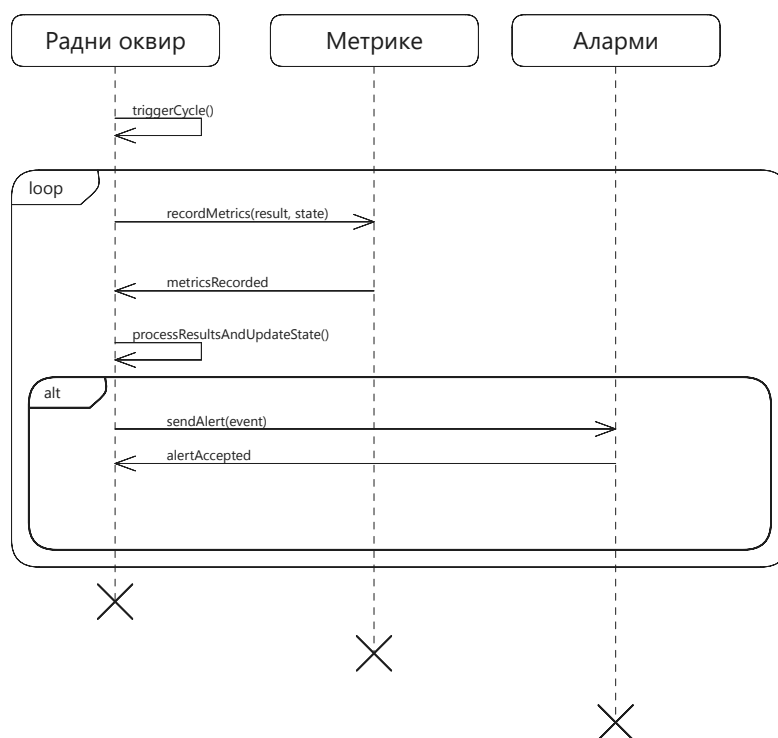 Радни оквир
Метрике
Аларми
triggerCycle()
loop
recordMetrics(result, state)
metricsRecorded
processResultsAndUpdateState()
alt
sendAlert(event)
alertAccepted